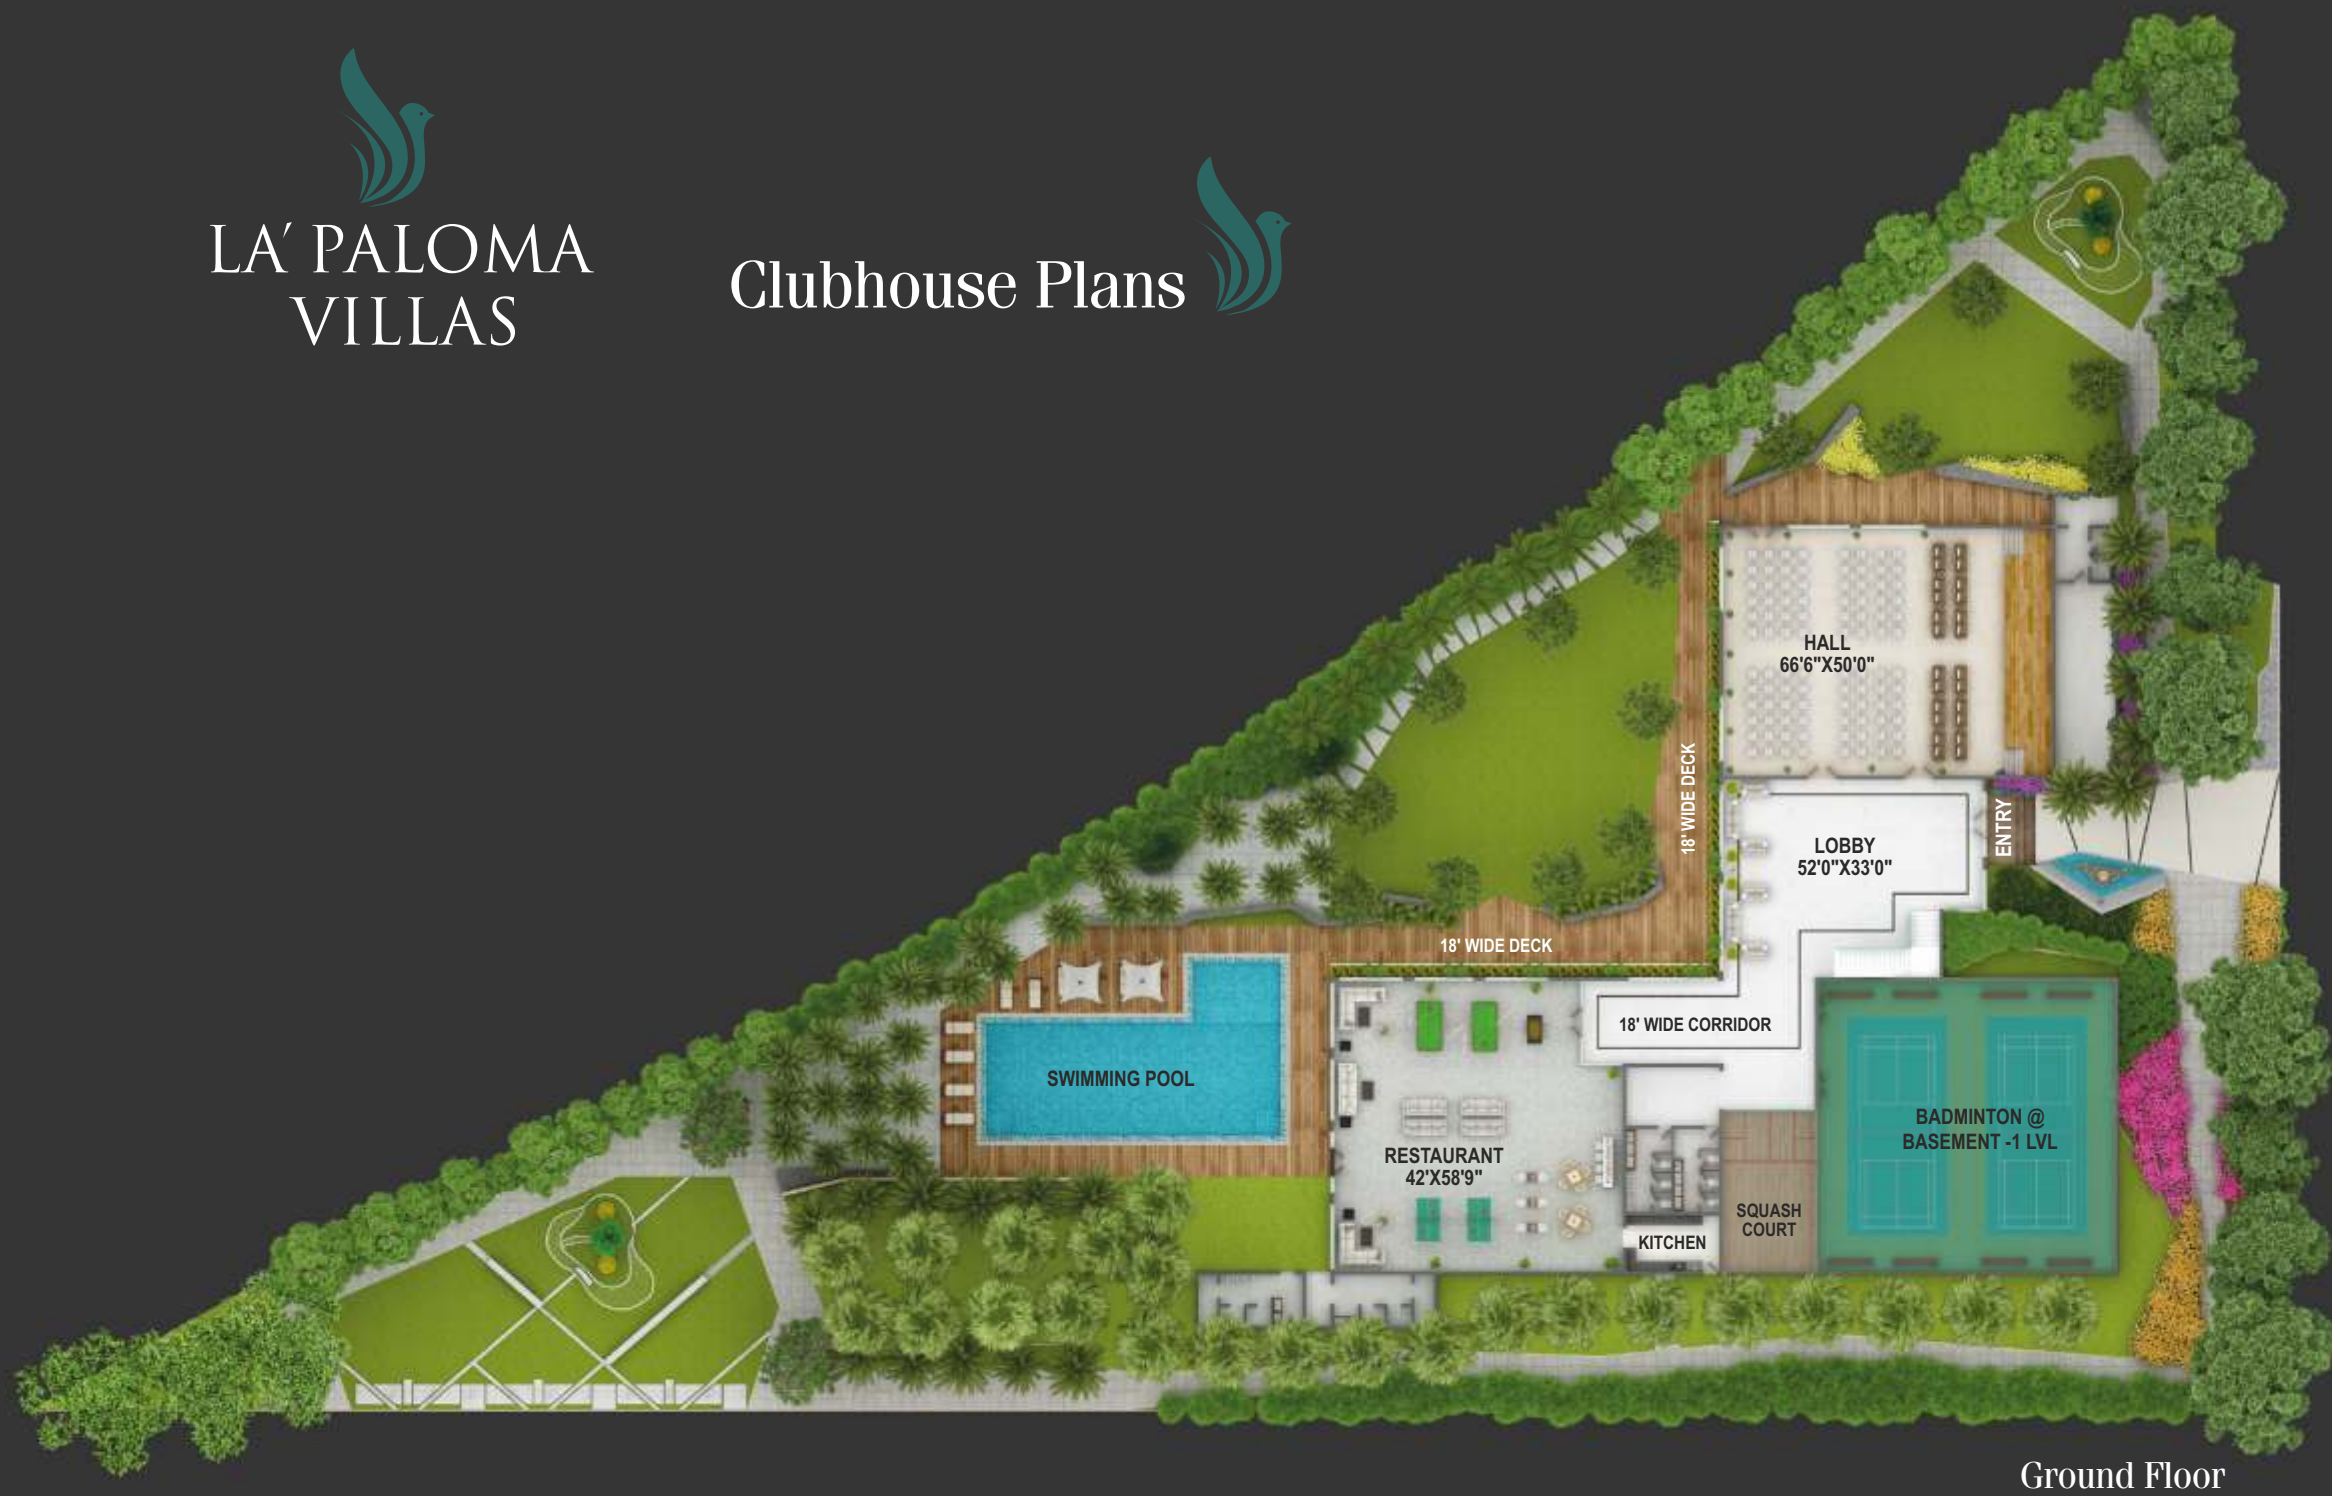 LA' PALOMA
VILLAS
Clubhouse Plans
HALL
66'6"X50'0"
18' WIDE DECK
ENTRY
LOBBY
52'0"X33'0"
18' WIDE DECK
18' WIDE CORRIDOR
SWIMMING POOL
BADMINTON @
BASEMENT -1 LVL
RESTAURANT
42'X58'9"
SQUASH
COURT
KITCHEN
Ground Floor